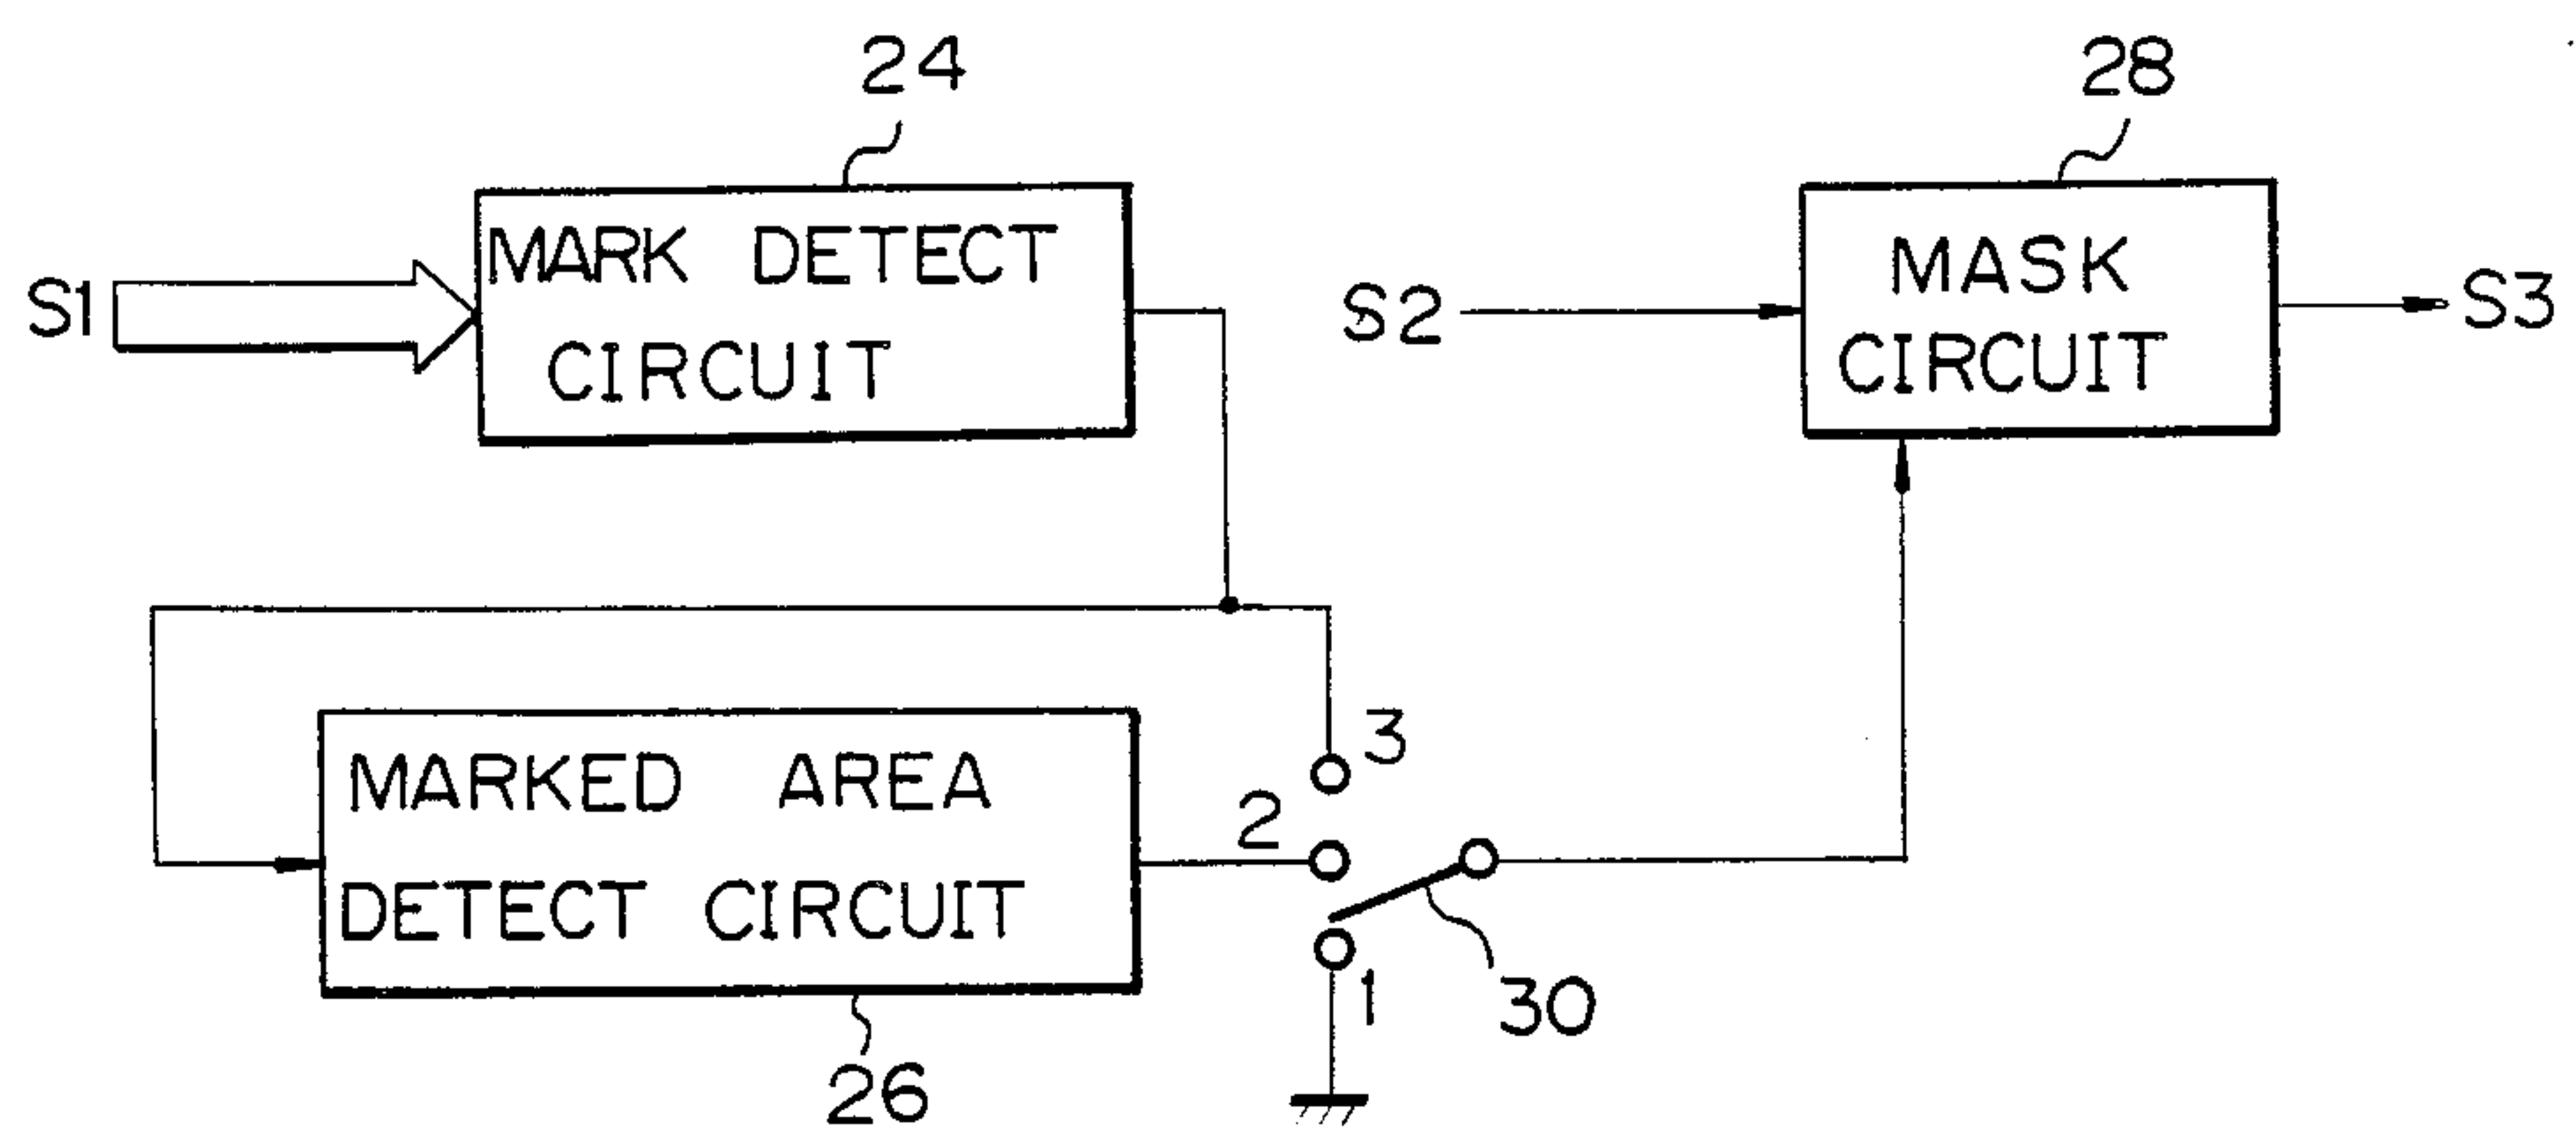 24
28
S1
MARK DETECT
CIRCUIT
S2
MASK
CIRCUIT
S3
3
2
MARKED AREA
DETECT CIRCUIT
1
30
26